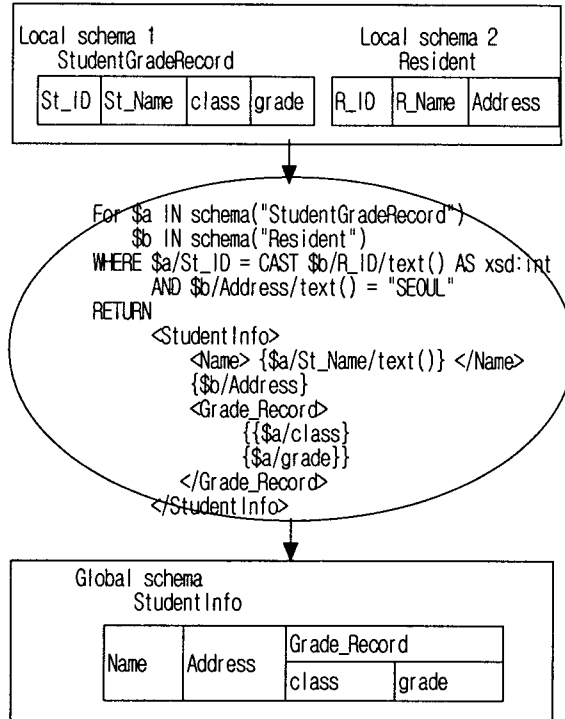 Local schema 1
StudentGradeRecord
St_ID St_Name class grade
Local schema 2
Resident
R_ID R_Name Address
For $a IN schema("StudentGradeRecord")
$b IN schema("Resident")
WHERE $a/St_ID = CAST $b/R_ID/text() AS xsd:int
AND $b/Address/text() = "SEOUL"
RETURN
<StudentInfo>
<Name> {$a/St_Name/text()} </Name>
{$b/Address}
<Grade_Record>
{{$a/class}
{$a/grade}}
</Grade_Record>
</StudentInfo>
Global schema
StudentInfo
Name Address Grade_Record
class grade